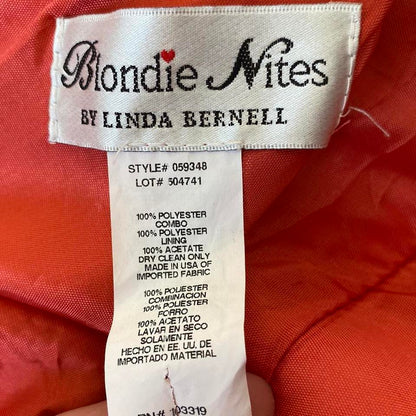 Blondie Nites
BY LINDA BERNELL
STYLE# 059348
LOT# 504741
100% POLYESTER
COMBO
100% POLYESTER
LINING
100% ACETATE
DRY CLEAN ONLY
MADE IN USA OF
IMPORTED FABRIC
100% POLIESTER
COMBINACION
100% POLIESTER
FORRO
100% ACETATO
LAVAR EN SECO
SOLAMENTE
HECHO EN EE. UU. DE
IMPORTADO MATERIAL
RN# 103319